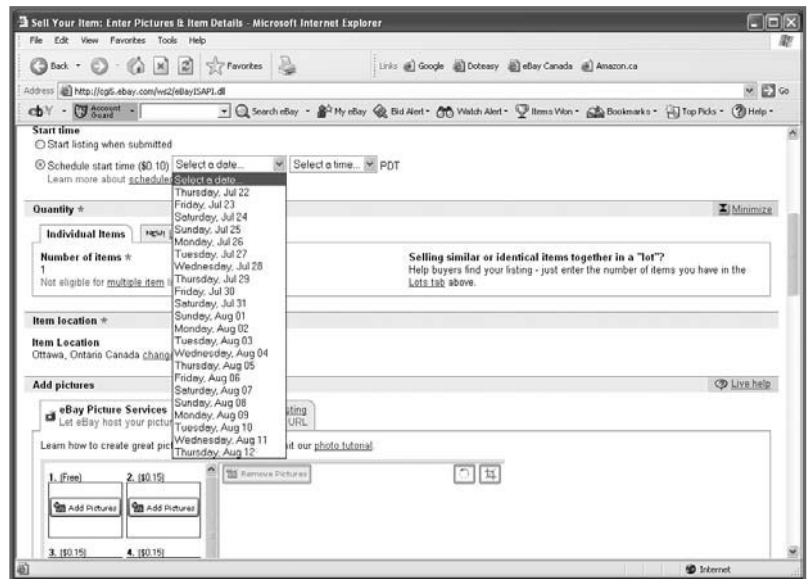 Sell Your Item: Enter Pictures & Item Details - Microsoft Internet Explorer
File Edit View Favorites Tools Help
Back Favorites Links Google Doteasy eBay Canada Amazon.ca
Address http://cgi5.ebay.com/ws2/eBayISAPI.dll Go
ebY Account Guard Search eBay My eBay Bid Alert Watch Alert Items Won Bookmarks Top Picks Help
Start time
Start listing when submitted
Schedule start time ($0.10) Select a date... Select a time... PDT
Learn more about schedule
Select a date...
Thursday, Jul 22
Friday, Jul 23
Saturday, Jul 24
Sunday, Jul 25
Monday, Jul 26
Tuesday, Jul 27
Wednesday, Jul 28
Thursday, Jul 29
Friday, Jul 30
Saturday, Jul 31
Sunday, Aug 01
Monday, Aug 02
Tuesday, Aug 03
Wednesday, Aug 04
Thursday, Aug 05
Friday, Aug 06
Saturday, Aug 07
Sunday, Aug 08
Monday, Aug 09
Tuesday, Aug 10
Wednesday, Aug 11
Thursday, Aug 12
Quantity * Minimize
Individual Items NEW!
Number of items *
1
Not eligible for multiple item
Selling similar or identical items together in a "lot"?
Help buyers find your listing - just enter the number of items you have in the
Lots tab above.
Item location *
Item Location
Ottawa, Ontario Canada chang
Add pictures Live help
eBay Picture Services
Let eBay host your pictur
sting
URL
Learn how to create great pict it our photo tutorial.
1. (Free) 2. ($0.15) Remove Pictures
Add Pictures Add Pictures
3. ($0.15) 4. ($0.15)
Internet